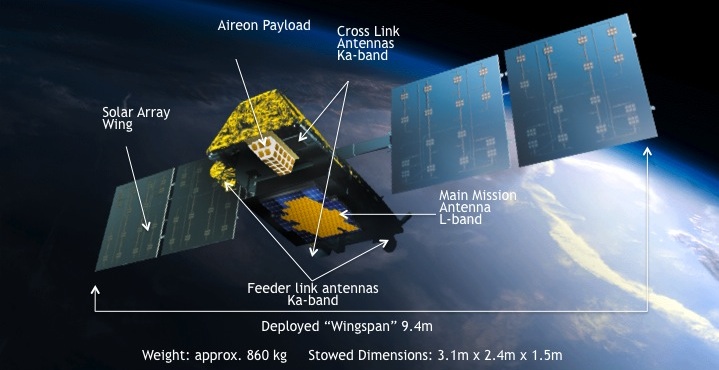 Aireon Payload
Cross Link
Antennas
Ka-band
Solar Array
Wing
Main Mission
Antenna
L-band
Feeder link antennas
Ka-band
Deployed “Wingspan” 9.4m
Weight: approx. 860 kg Stowed Dimensions: 3.1m x 2.4m x 1.5m